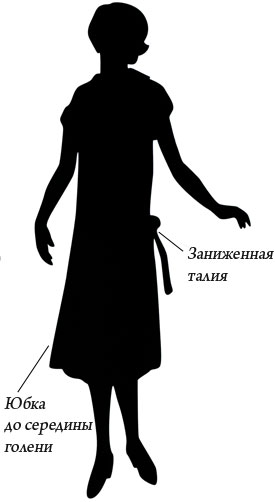 Заниженная
талия
Юбка
до середины
голени